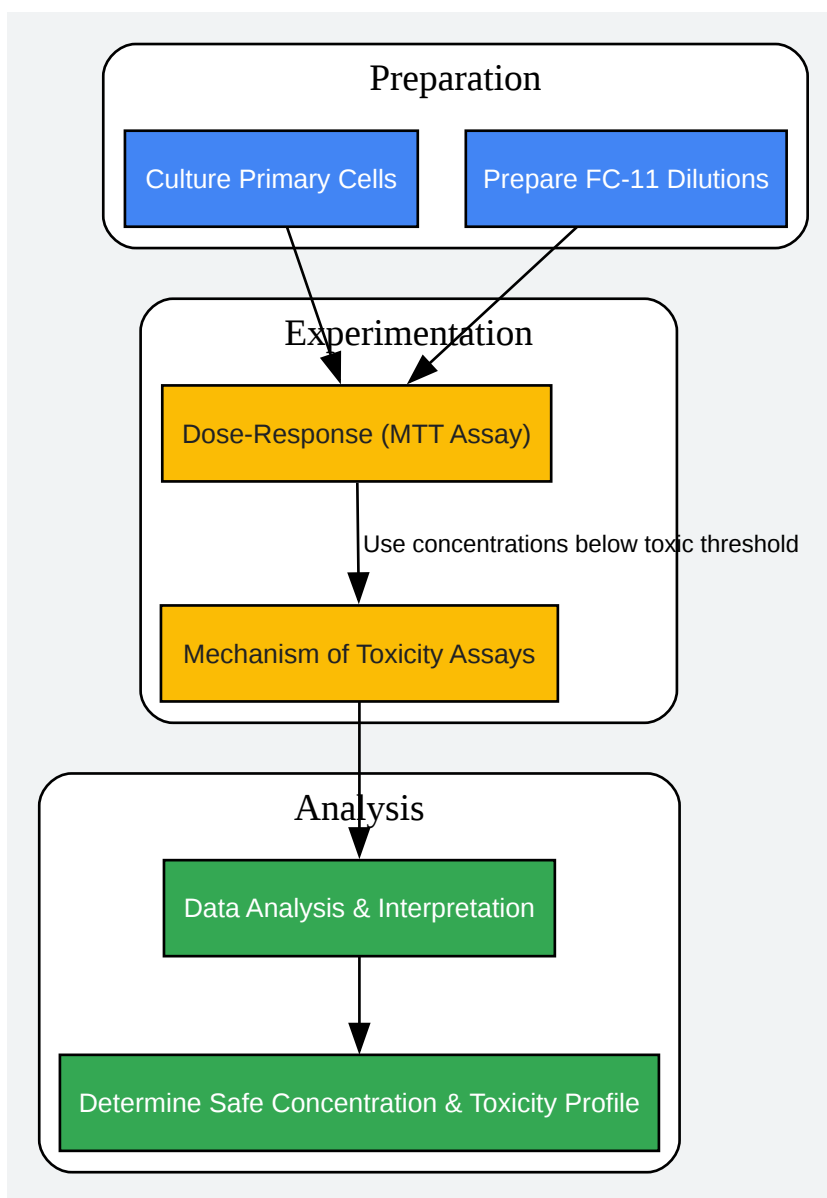 Preparation
Culture Primary Cells
Prepare FC-11 Dilutions
Experimentation
Dose-Response (MTT Assay)
Use concentrations below toxic threshold
Mechanism of Toxicity Assays
Analysis
Data Analysis & Interpretation
Determine Safe Concentration & Toxicity Profile